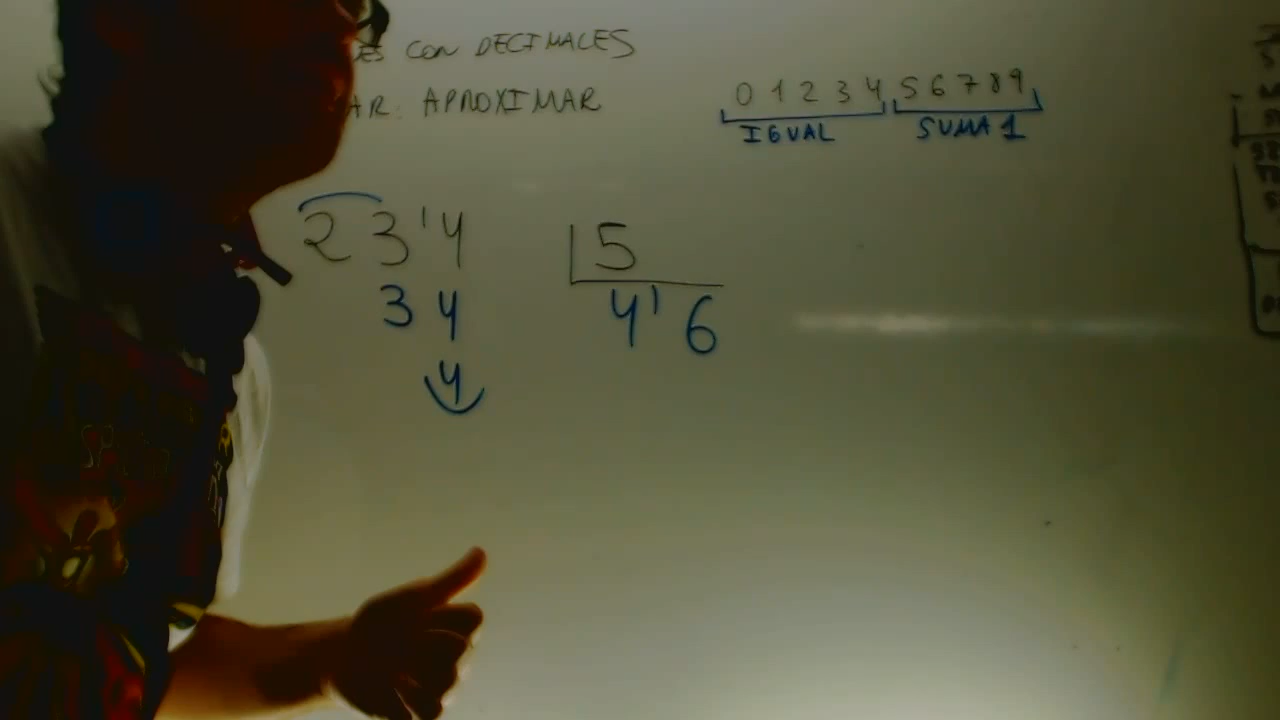 CON DECIMALES
APROXIMAR
0 1 2 3 4 5 6 7 8 9
IGUAL SUMA 1
23'4 5
34 4'6
4